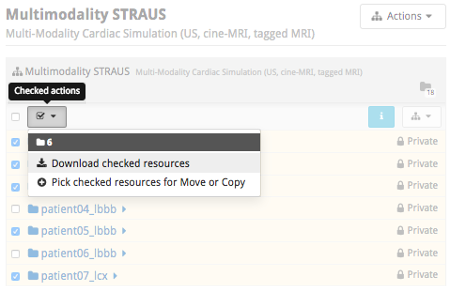 Multimodality STRAUS
Actions
Multi-Modality Cardiac Simulation (US, cine-MRI, tagged MRI)
Multimodality STRAUS Multi-Modality Cardiac Simulation (US, cine-MRI, tagged MRI)
18
Checked actions
6
Private
Download checked resources
Private
Pick checked resources for Move or Copy
Private
patient04_lbbb
Private
patient05_lbbb
Private
patient06_lbbb
Private
patient07_lcx
Private